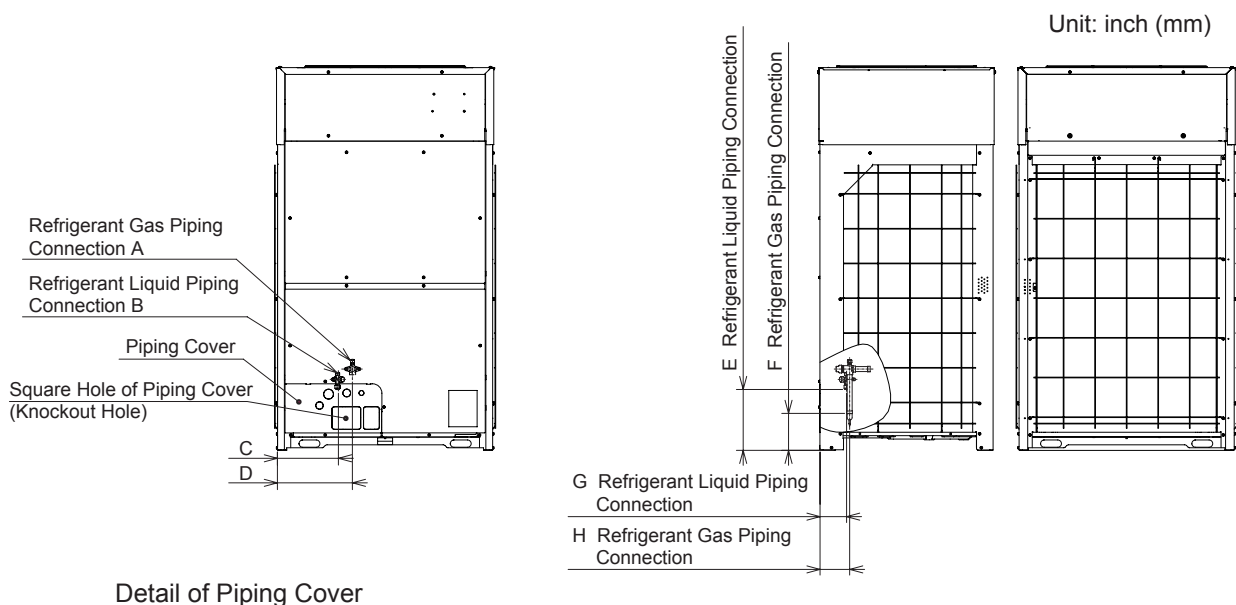 Unit: inch (mm)
Refrigerant Gas Piping
Connection A
Refrigerant Liquid Piping
Connection B
Piping Cover
Square Hole of Piping Cover
(Knockout Hole)
C
D
E Refrigerant Liquid Piping Connection
F Refrigerant Gas Piping Connection
G Refrigerant Liquid Piping
Connection
H Refrigerant Gas Piping
Connection
Detail of Piping Cover